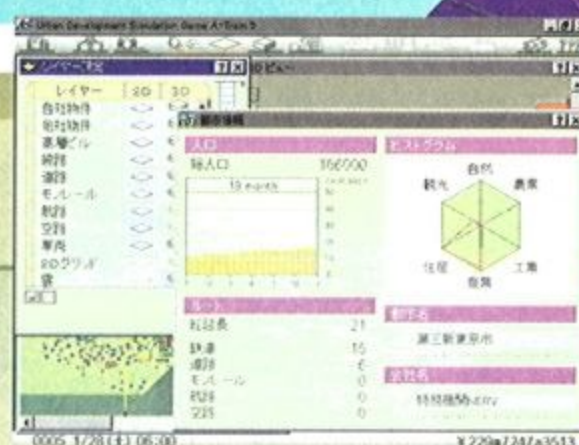 Urban Development Simulation Game A-Train 5
レイヤー 2D 3D
自社物件
他社物件
高層ビル
線路
道路
モノレール
航路
空路
車両
2Dグリッド
雲
都市情報
人口
総人口 166000
13 month
ルート
総延長 21
鉄道 15
道路 6
モノレール 0
航路 0
空路 0
ヒストグラム
自然
観光 農業
住居 工業
商業
都市名
第三新東京市
会社名
0005 1/28(土) 06:00